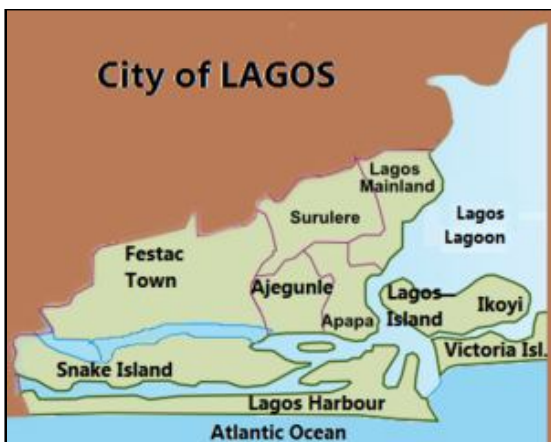 City of LAGOS
Lagos
Mainland
Surulere
Lagos
Lagoon
Festac
Town
Ajegunle
Lagos
Island
Ikoyi
Apapa
Victoria Isl.
Snake Island
Lagos Harbour
Atlantic Ocean